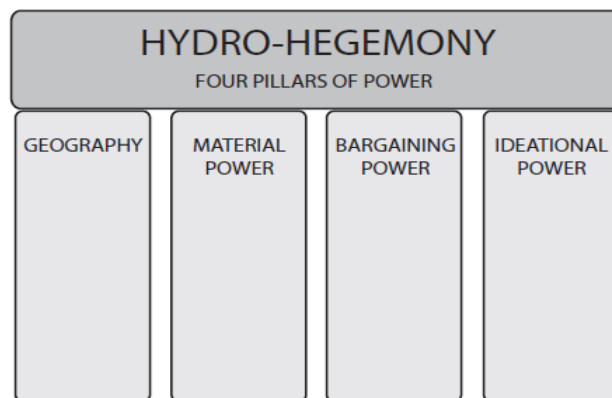 HYDRO-HEGEMONY
FOUR PILLARS OF POWER
GEOGRAPHY
MATERIAL
POWER
BARGAINING
POWER
IDEATIONAL
POWER